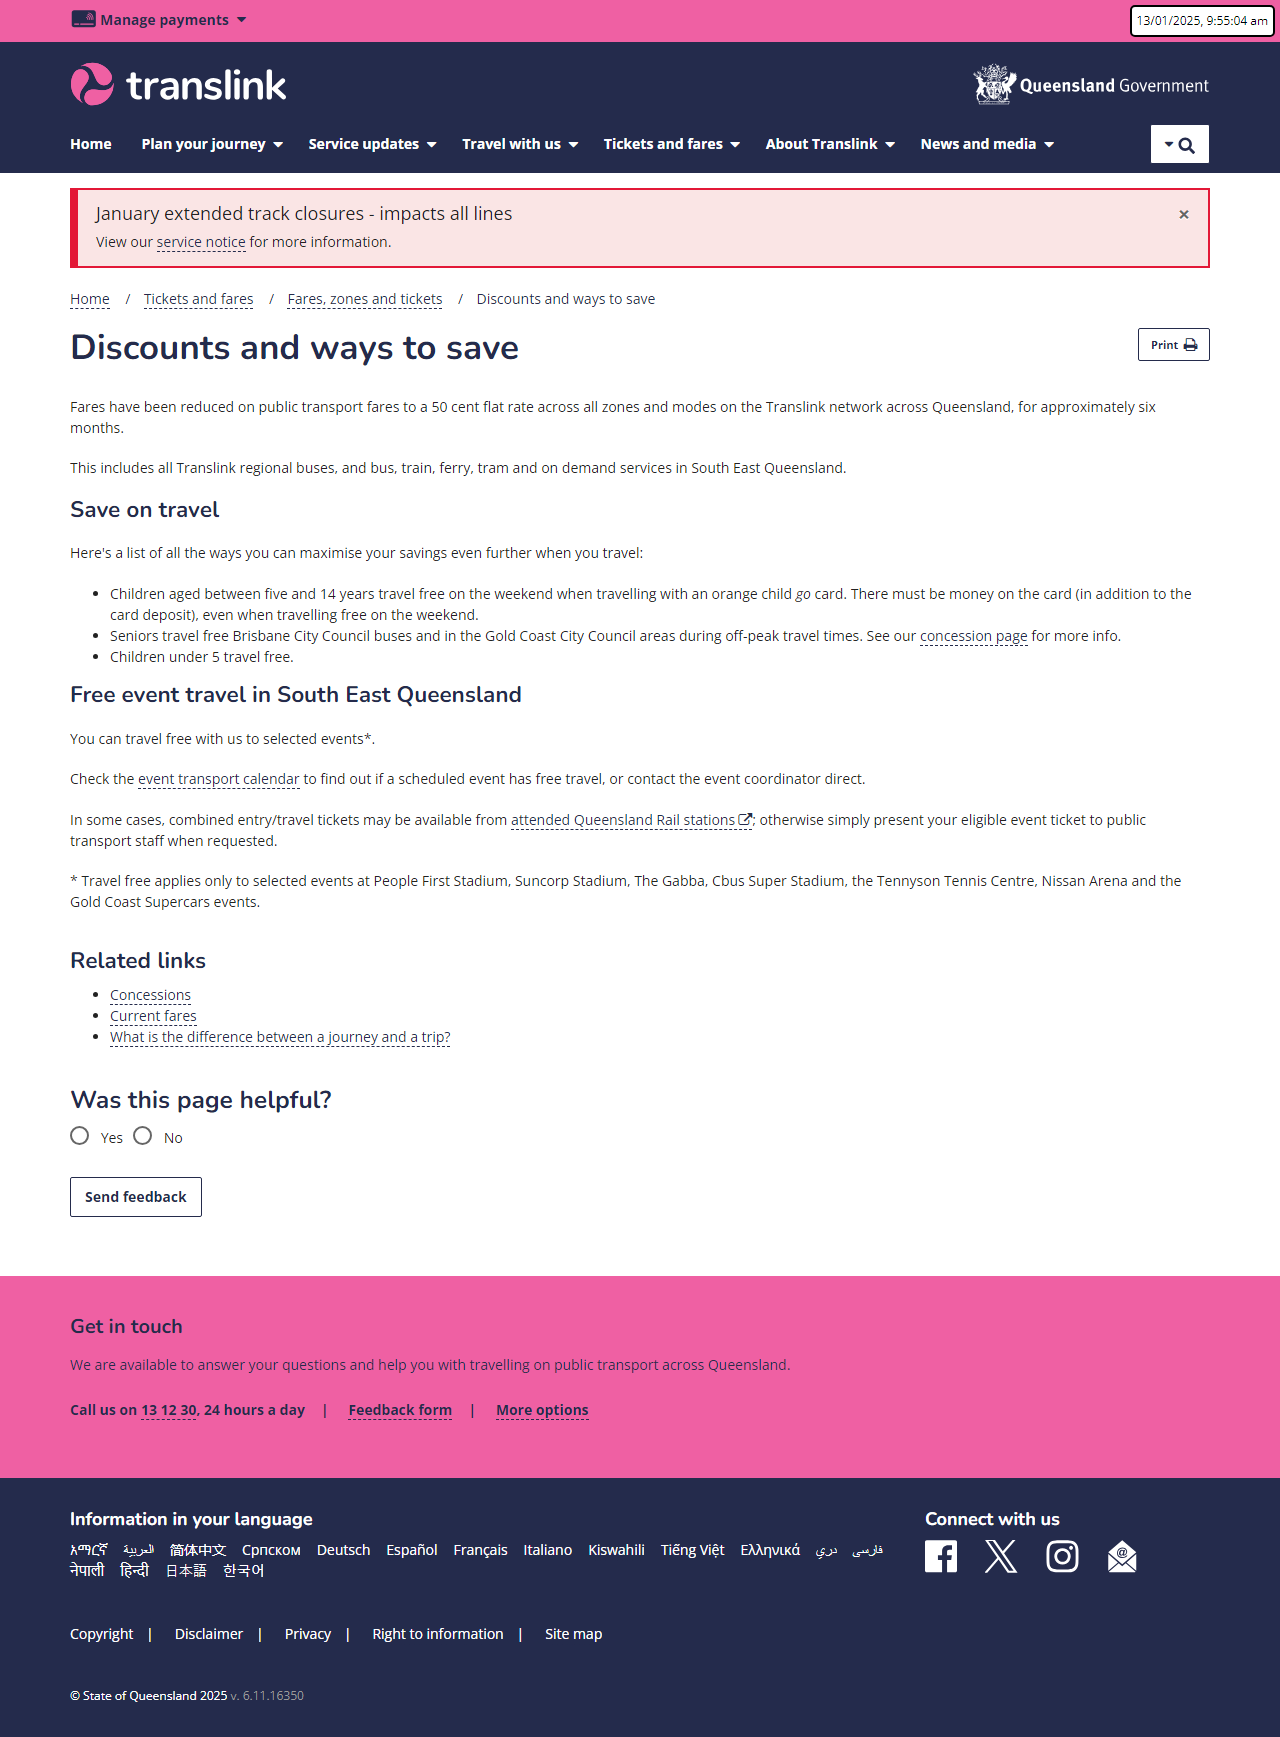 Manage payments
13/01/2025, 9:55:04 am
translink
Queensland Government
Home Plan your journey Service updates Travel with us Tickets and fares About Translink News and media
January extended track closures - impacts all lines
×
View our service notice for more information.
Home / Tickets and fares / Fares, zones and tickets / Discounts and ways to save
Discounts and ways to save
Print
Fares have been reduced on public transport fares to a 50 cent flat rate across all zones and modes on the Translink network across Queensland, for approximately six
months.
This includes all Translink regional buses, and bus, train, ferry, tram and on demand services in South East Queensland.
Save on travel
Here's a list of all the ways you can maximise your savings even further when you travel:
• Children aged between five and 14 years travel free on the weekend when travelling with an orange child go card. There must be money on the card (in addition to the
card deposit), even when travelling free on the weekend.
• Seniors travel free Brisbane City Council buses and in the Gold Coast City Council areas during off-peak travel times. See our concession page for more info.
• Children under 5 travel free.
Free event travel in South East Queensland
You can travel free with us to selected events*.
Check the event transport calendar to find out if a scheduled event has free travel, or contact the event coordinator direct.
In some cases, combined entry/travel tickets may be available from attended Queensland Rail stations; otherwise simply present your eligible event ticket to public
transport staff when requested.
* Travel free applies only to selected events at People First Stadium, Suncorp Stadium, The Gabba, Cbus Super Stadium, the Tennyson Tennis Centre, Nissan Arena and the
Gold Coast Supercars events.
Related links
• Concessions
• Current fares
• What is the difference between a journey and a trip?
Was this page helpful?
Yes No
Send feedback
Get in touch
We are available to answer your questions and help you with travelling on public transport across Queensland.
Call us on 13 12 30, 24 hours a day | Feedback form | More options
Information in your language
አማርኛ العربية 简体中文 Српском Deutsch Español Français Italiano Kiswahili Tiếng Việt Ελληνικά دري فارسی
नेपाली हिन्दी 日本語 한국어
Connect with us
Copyright | Disclaimer | Privacy | Right to information | Site map
© State of Queensland 2025 v. 6.11.16350